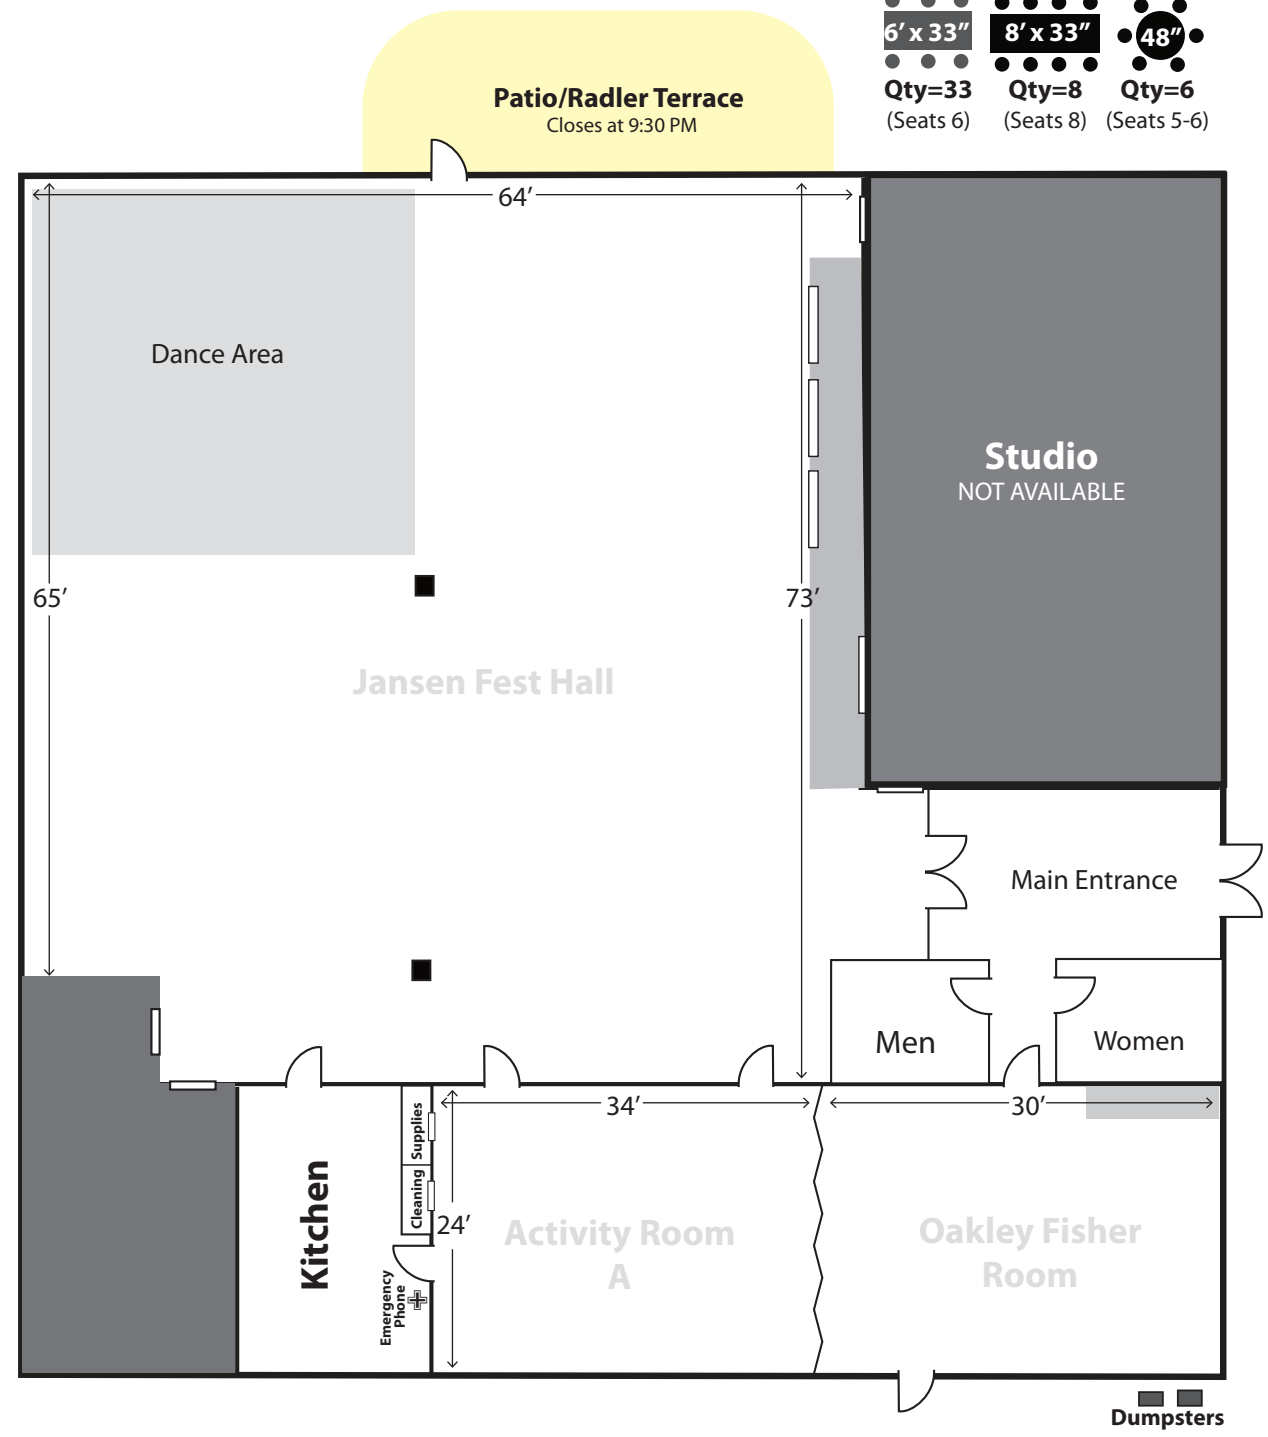 6’ x 33”
8’ x 33”
48”
Qty=33
Qty=8
Qty=6
(Seats 6)
(Seats 8)
(Seats 5-6)
Patio/Radler Terrace
Closes at 9:30 PM
64’
Dance Area
Studio
NOT AVAILABLE
65’
73’
Jansen Fest Hall
Main Entrance
Men
Women
34’
30’
Kitchen
Cleaning Supplies
24’
Activity Room
A
Oakley Fisher
Room
Emergency
Phone
Dumpsters